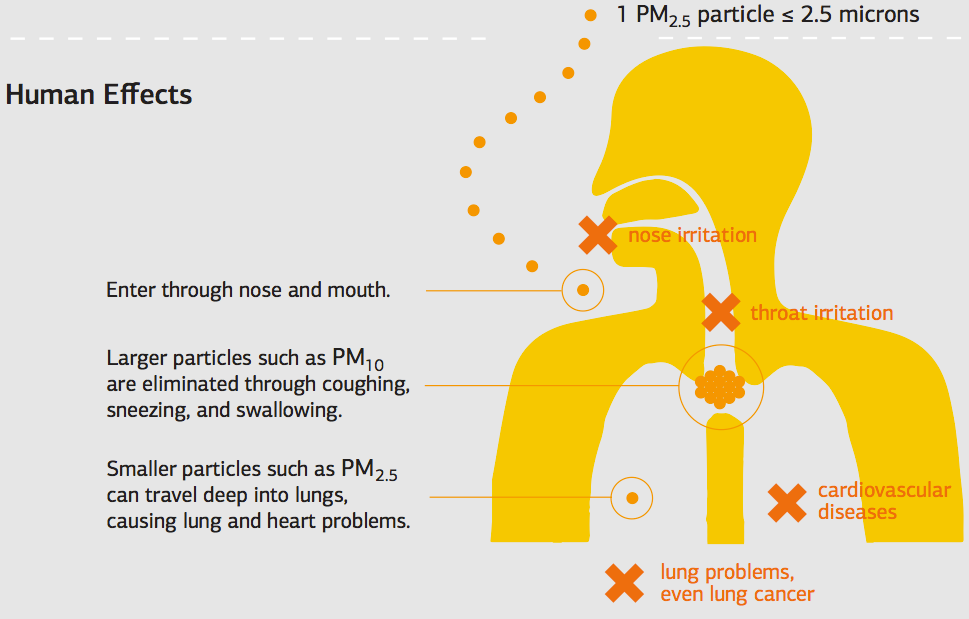 1 PM2.5 particle ≤ 2.5 microns
Human Effects
nose irritation
Enter through nose and mouth.
throat irritation
Larger particles such as PM10
are eliminated through coughing,
sneezing, and swallowing.
Smaller particles such as PM2.5
can travel deep into lungs,
causing lung and heart problems.
cardiovascular
diseases
lung problems,
even lung cancer